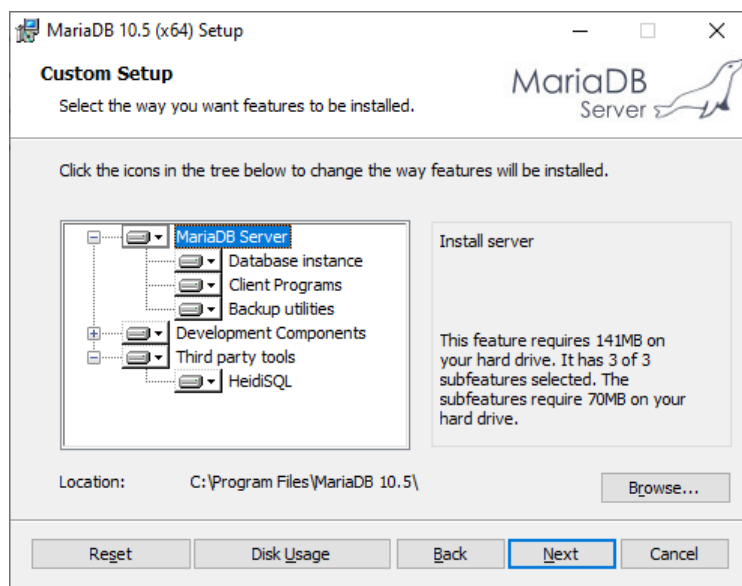 MariaDB 10.5 (x64) Setup
Custom Setup
Select the way you want features to be installed.
MariaDB
Server
Click the icons in the tree below to change the way features will be installed.
MariaDB Server
Database instance
Client Programs
Backup utilities
Development Components
Third party tools
HeidiSQL
Install server
This feature requires 141MB on
your hard drive. It has 3 of 3
subfeatures selected. The
subfeatures require 70MB on your
hard drive.
Location: C:\Program Files\MariaDB 10.5\
Browse...
Reset Disk Usage Back Next Cancel